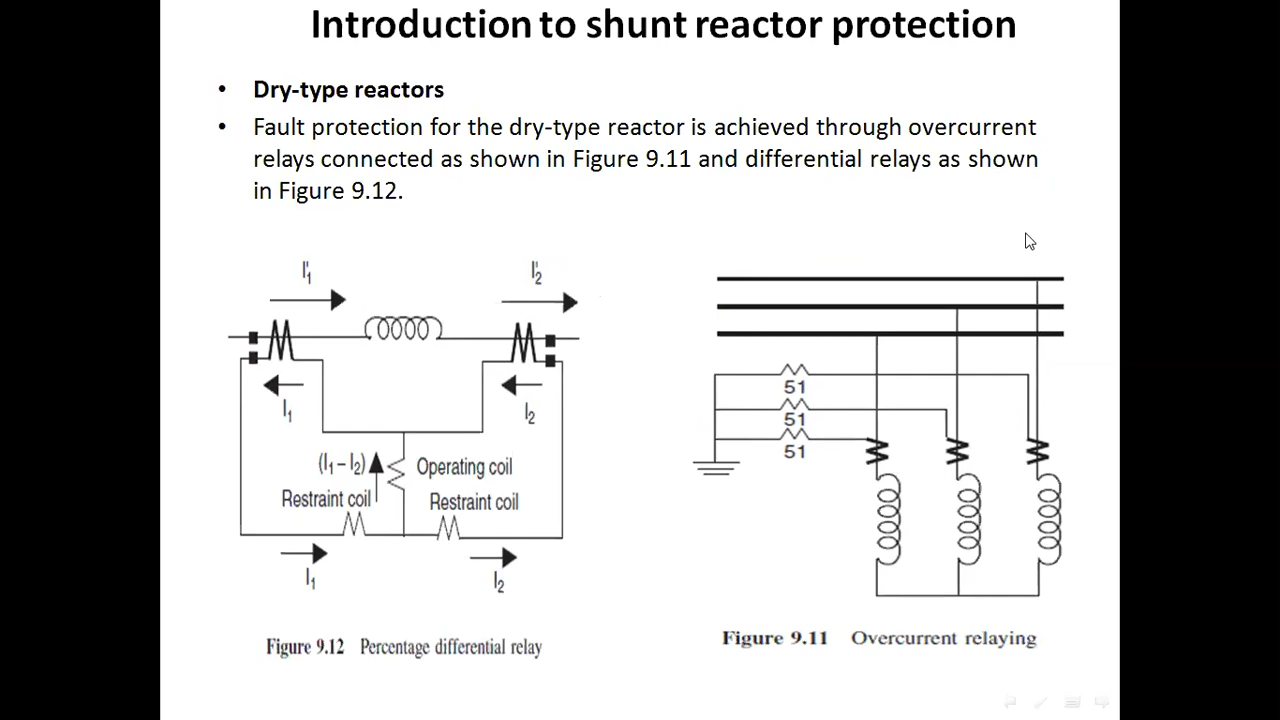 Introduction to shunt reactor protection
• Dry-type reactors
• Fault protection for the dry-type reactor is achieved through overcurrent
relays connected as shown in Figure 9.11 and differential relays as shown
in Figure 9.12.
I'1
I'2
I1
I2
(I1 – I2)
Operating coil
Restraint coil
Restraint coil
I1
I2
Figure 9.12 Percentage differential relay
51
51
51
Figure 9.11 Overcurrent relaying